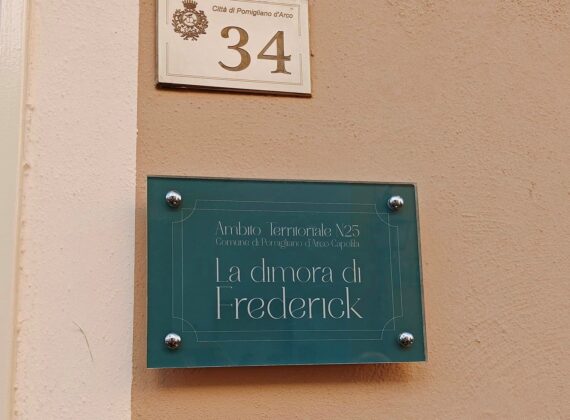 Città di Pomigliano d'Arco
34
Ambito Territoriale N25
Comune di Pomigliano d'Arco Capofila
La dimora di
Frederick